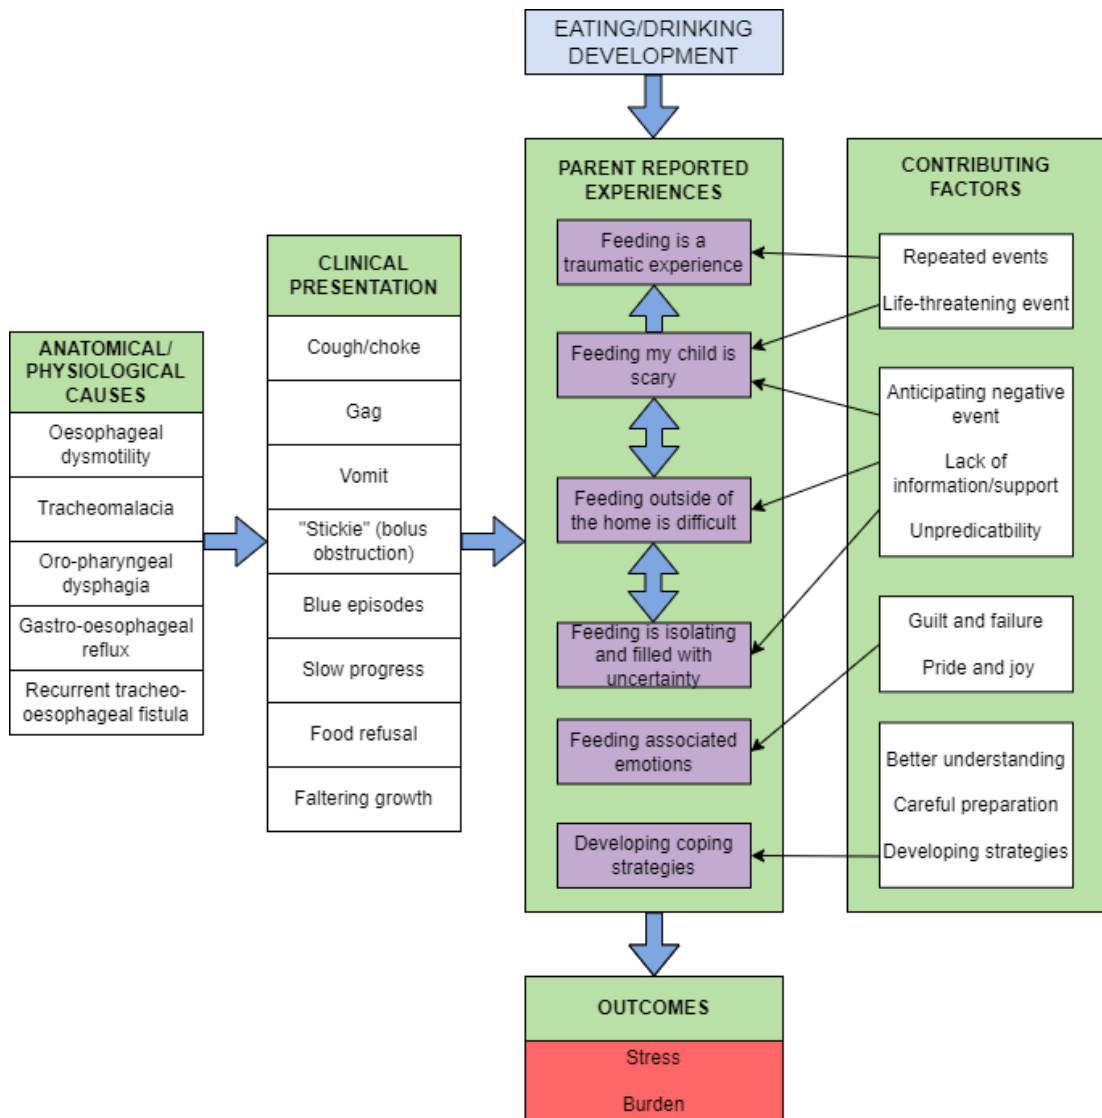 EATING/DRINKING
DEVELOPMENT
PARENT REPORTED
EXPERIENCES
Feeding is a
traumatic experience
Feeding my child is
scary
Feeding outside of
the home is difficult
Feeding is isolating
and filled with
uncertainty
Feeding associated
emotions
Developing coping
strategies
CONTRIBUTING
FACTORS
Repeated events
Life-threatening event
Anticipating negative
event
Lack of
information/support
Unpredicatbility
Guilt and failure
Pride and joy
Better understanding
Careful preparation
Developing strategies
CLINICAL
PRESENTATION
Cough/choke
Gag
Vomit
"Stickie" (bolus
obstruction)
Blue episodes
Slow progress
Food refusal
Faltering growth
ANATOMICAL/
PHYSIOLOGICAL
CAUSES
Oesophageal
dysmotility
Tracheomalacia
Oro-pharyngeal
dysphagia
Gastro-oesophageal
reflux
Recurrent tracheo-
oesophageal fistula
OUTCOMES
Stress
Burden